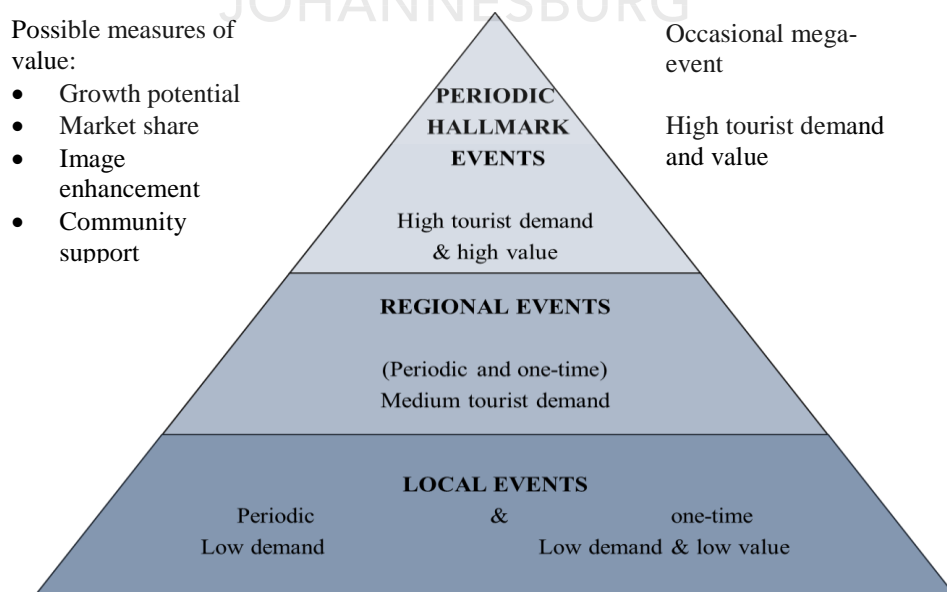 JOHANNESBURG
Possible measures of
value:
• Growth potential
• Market share
• Image
enhancement
• Community
support
Occasional mega-
event
High tourist demand
and value
PERIODIC
HALLMARK
EVENTS
High tourist demand
& high value
REGIONAL EVENTS
(Periodic and one-time)
Medium tourist demand
LOCAL EVENTS
Periodic & one-time
Low demand Low demand & low value